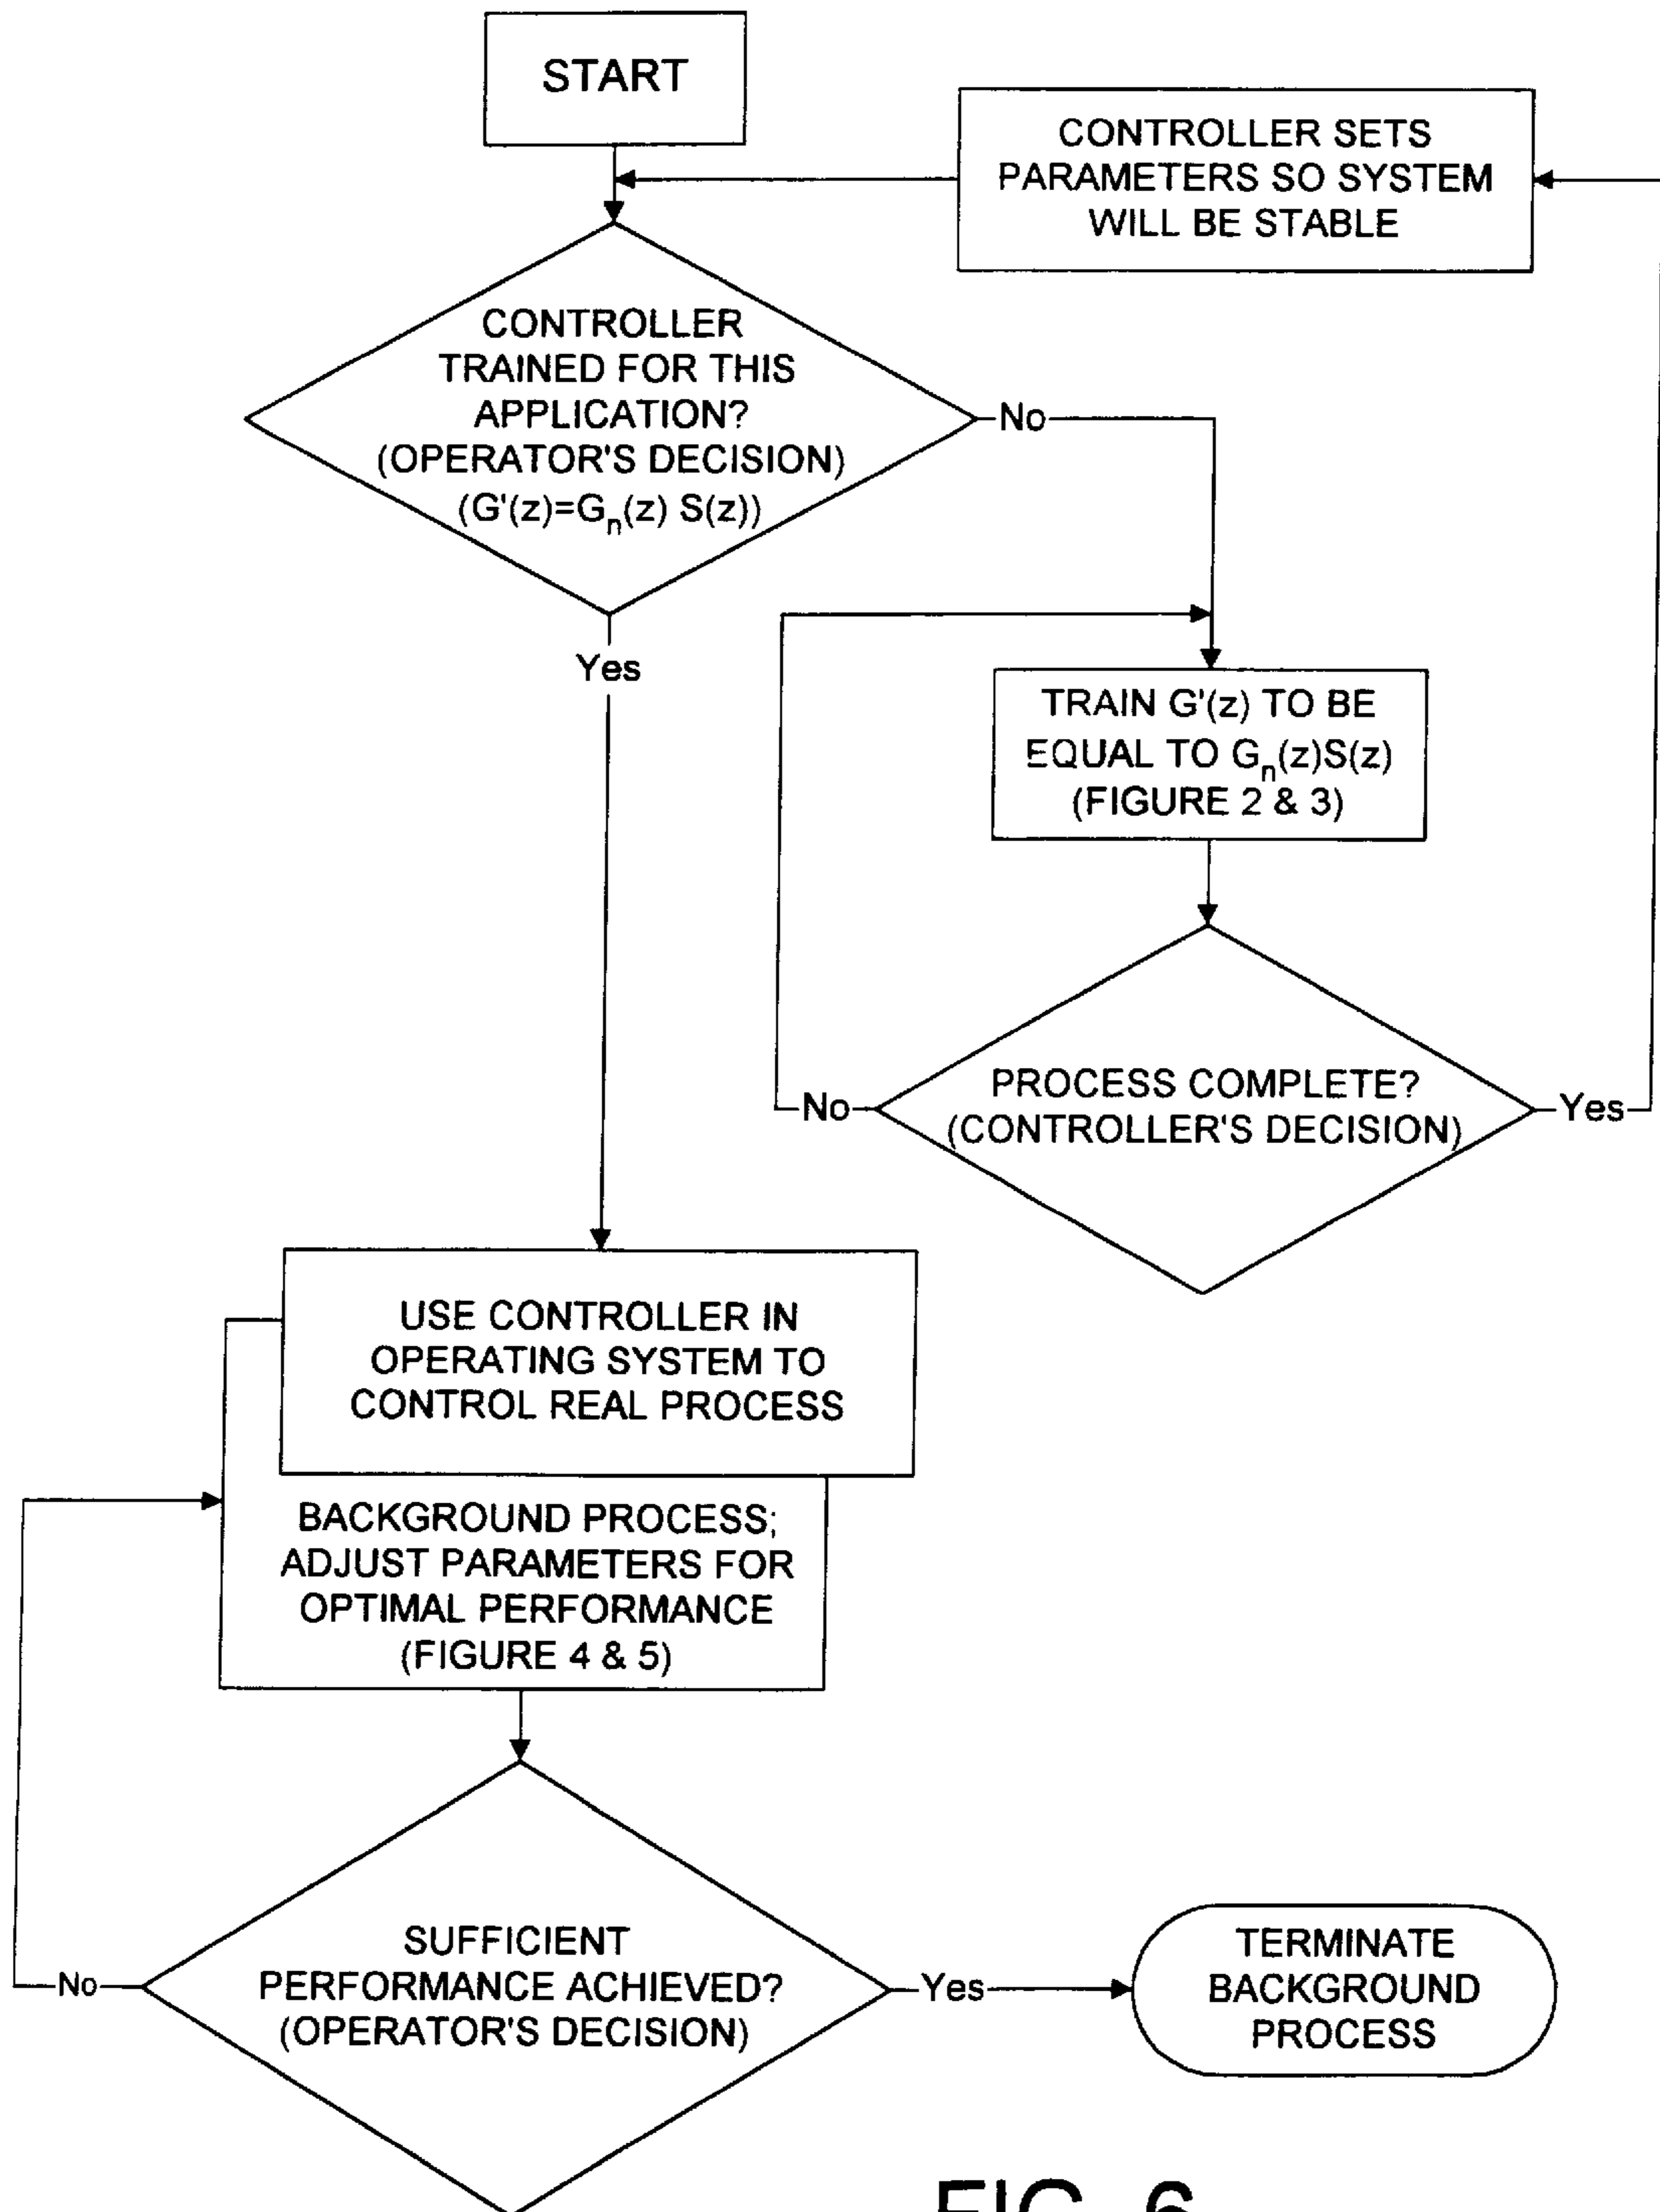 START
CONTROLLER SETS
PARAMETERS SO SYSTEM
WILL BE STABLE
CONTROLLER
TRAINED FOR THIS
APPLICATION?
(OPERATOR'S DECISION)
(G'(z)=Gn(z) S(z))
No
Yes
TRAIN G'(z) TO BE
EQUAL TO Gn(z)S(z)
(FIGURE 2 & 3)
PROCESS COMPLETE?
(CONTROLLER'S DECISION)
No
Yes
USE CONTROLLER IN
OPERATING SYSTEM TO
CONTROL REAL PROCESS
BACKGROUND PROCESS;
ADJUST PARAMETERS FOR
OPTIMAL PERFORMANCE
(FIGURE 4 & 5)
SUFFICIENT
PERFORMANCE ACHIEVED?
(OPERATOR'S DECISION)
No
Yes
TERMINATE
BACKGROUND
PROCESS
FIG. 6